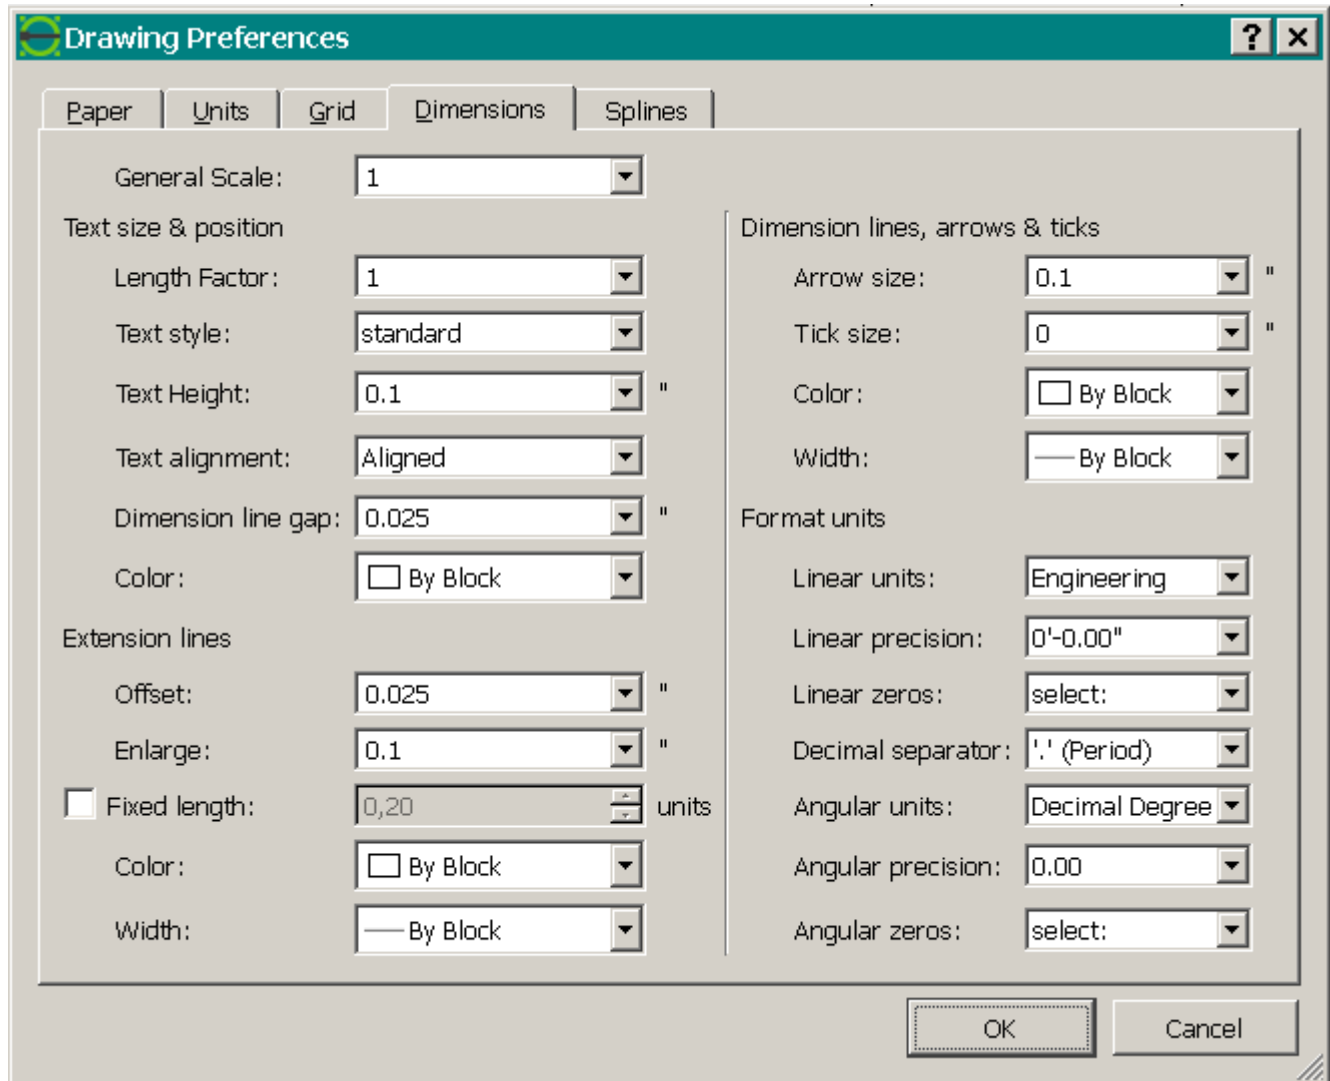 Drawing Preferences
Paper Units Grid Dimensions Splines
General Scale: 1
Text size & position
Length Factor: 1
Text style: standard
Text Height: 0.1 "
Text alignment: Aligned
Dimension line gap: 0.025 "
Color: By Block
Extension lines
Offset: 0.025 "
Enlarge: 0.1 "
Fixed length: 0,20 units
Color: By Block
Width: By Block
Dimension lines, arrows & ticks
Arrow size: 0.1 "
Tick size: 0 "
Color: By Block
Width: By Block
Format units
Linear units: Engineering
Linear precision: 0'-0.00"
Linear zeros: select:
Decimal separator: '.' (Period)
Angular units: Decimal Degree
Angular precision: 0.00
Angular zeros: select:
OK Cancel